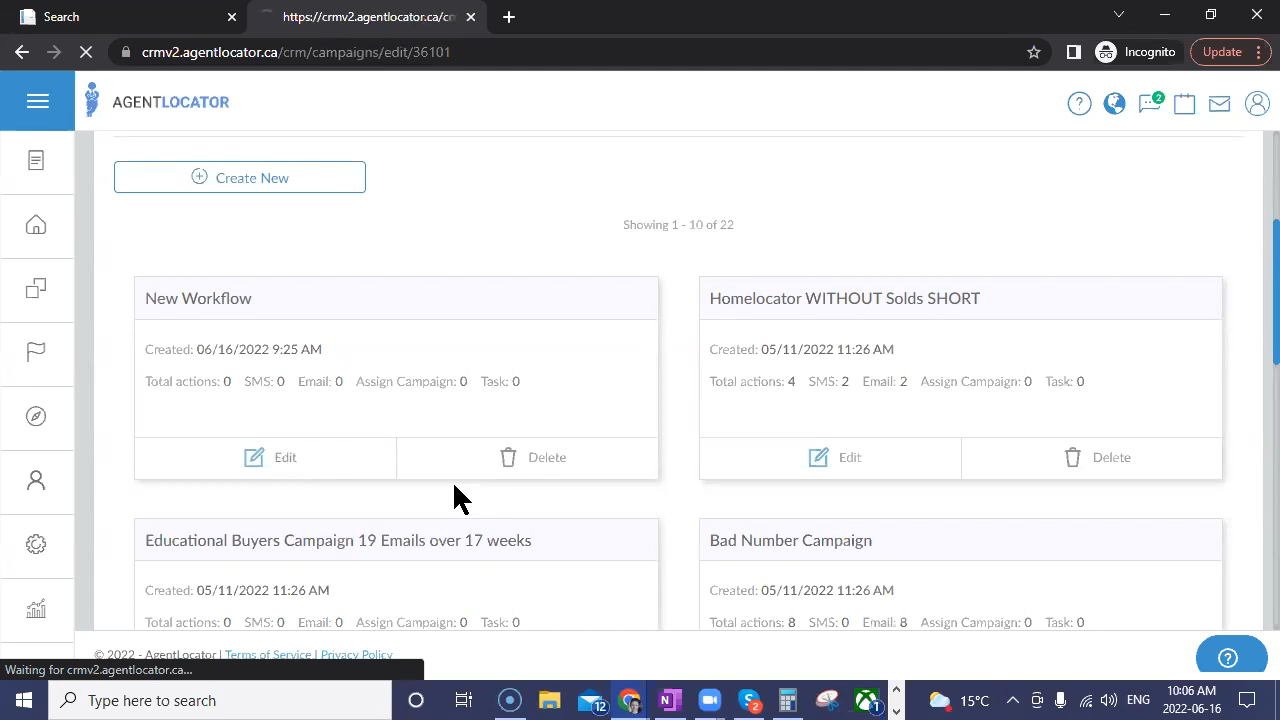 Search
https://crmv2.agentlocator.ca/cr
crmv2.agentlocator.ca/crm/campaigns/edit/36101
Incognito
Update
AGENTLOCATOR
2
Create New
Showing 1 - 10 of 22
New Workflow
Created: 06/16/2022 9:25 AM
Total actions: 0 SMS: 0 Email: 0 Assign Campaign: 0 Task: 0
Edit
Delete
Homelocator WITHOUT Solds SHORT
Created: 05/11/2022 11:26 AM
Total actions: 4 SMS: 2 Email: 2 Assign Campaign: 0 Task: 0
Edit
Delete
Educational Buyers Campaign 19 Emails over 17 weeks
Created: 05/11/2022 11:26 AM
Total actions: 0 SMS: 0 Email: 0 Assign Campaign: 0 Task: 0
Bad Number Campaign
Created: 05/11/2022 11:26 AM
Total actions: 8 SMS: 0 Email: 8 Assign Campaign: 0 Task: 0
© 2022 - AgentLocator | Terms of Service | Privacy Policy
Waiting for crmv2.agentlocator.ca...
Type here to search
12
2
1
15°C
ENG
10:06 AM
2022-06-16